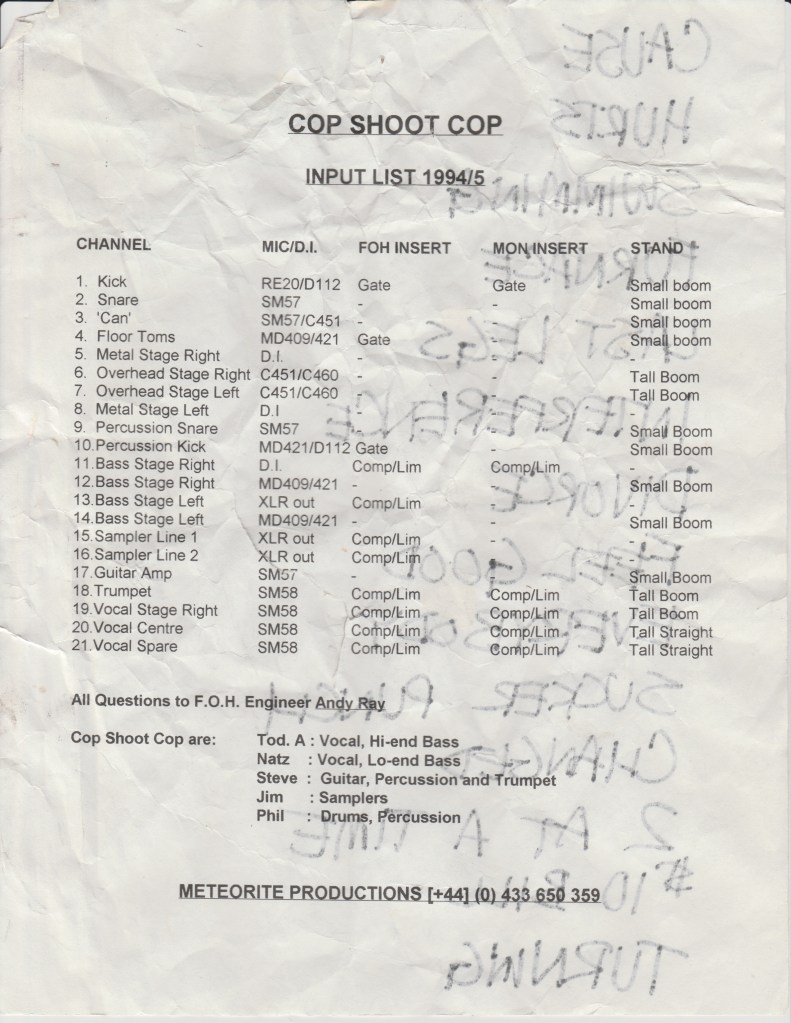 COP SHOOT COP
INPUT LIST 1994/5
CHANNEL MIC/D.I. FOH INSERT MON INSERT STAND
1. Kick RE20/D112 Gate Gate Small boom
2. Snare SM57 - - Small boom
3. 'Can' SM57/C451 - - Small boom
4. Floor Toms MD409/421 Gate - Small boom
5. Metal Stage Right D.I. - - -
6. Overhead Stage Right C451/C460 - - Tall Boom
7. Overhead Stage Left C451/C460 - - Tall Boom
8. Metal Stage Left D.I - - -
9. Percussion Snare SM57 - - Small Boom
10.Percussion Kick MD421/D112 Gate - Small Boom
11.Bass Stage Right D.I. Comp/Lim Comp/Lim -
12.Bass Stage Right MD409/421 - - Small Boom
13.Bass Stage Left XLR out Comp/Lim - -
14.Bass Stage Left MD409/421 - - Small Boom
15.Sampler Line 1 XLR out Comp/Lim - -
16.Sampler Line 2 XLR out Comp/Lim - -
17.Guitar Amp SM57 - - Small Boom
18.Trumpet SM58 Comp/Lim Comp/Lim Tall Boom
19.Vocal Stage Right SM58 Comp/Lim Comp/Lim Tall Boom
20.Vocal Centre SM58 Comp/Lim Comp/Lim Tall Straight
21.Vocal Spare SM58 Comp/Lim Comp/Lim Tall Straight
All Questions to F.O.H. Engineer Andy Ray
Cop Shoot Cop are: Tod. A : Vocal, Hi-end Bass
Natz : Vocal, Lo-end Bass
Steve : Guitar, Percussion and Trumpet
Jim : Samplers
Phil : Drums, Percussion
METEORITE PRODUCTIONS [+44] (0) 433 650 359
CAUSE
HURTS
SWIMMING
FURNACE
LAST LEGS
INTERFERENCE
DIVORCE
FEEL GOOD
SUCKER PUNCH
2 AT A TIME
$10 BILL
TURNING